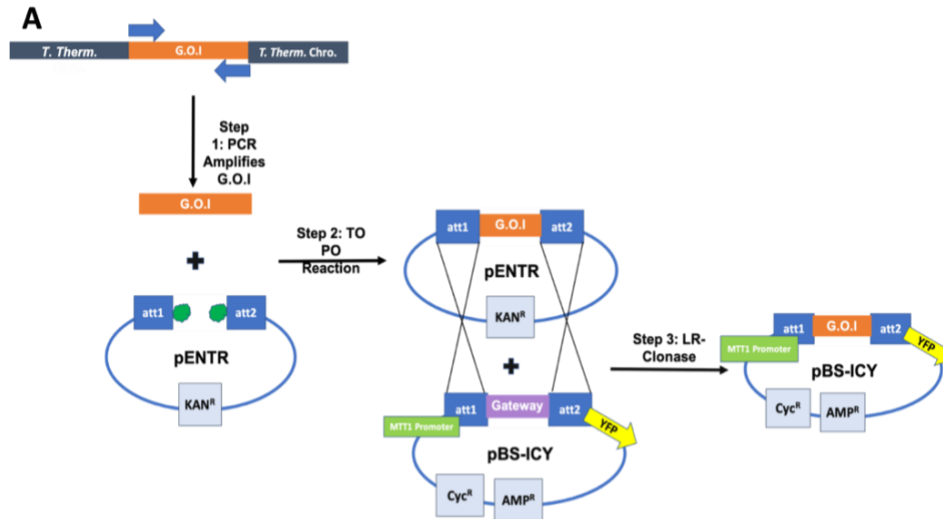 A
T. Therm.
G.O.I
T. Therm. Chro.
Step
1: PCR
Amplifies
G.O.I
G.O.I
att1
att2
pENTR
KANᴿ
Step 2: TO
PO
Reaction
att1
G.O.I
att2
pENTR
KANᴿ
att1
Gateway
att2
MTT1 Promoter
YFP
pBS-ICY
Cycᴿ
AMPᴿ
Step 3: LR-
Clonase
att1
G.O.I
att2
MTT1 Promoter
YFP
pBS-ICY
Cycᴿ
AMPᴿ